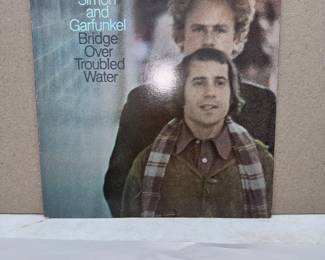 Simon
and
Garfunkel
Bridge
Over
Troubled
Water